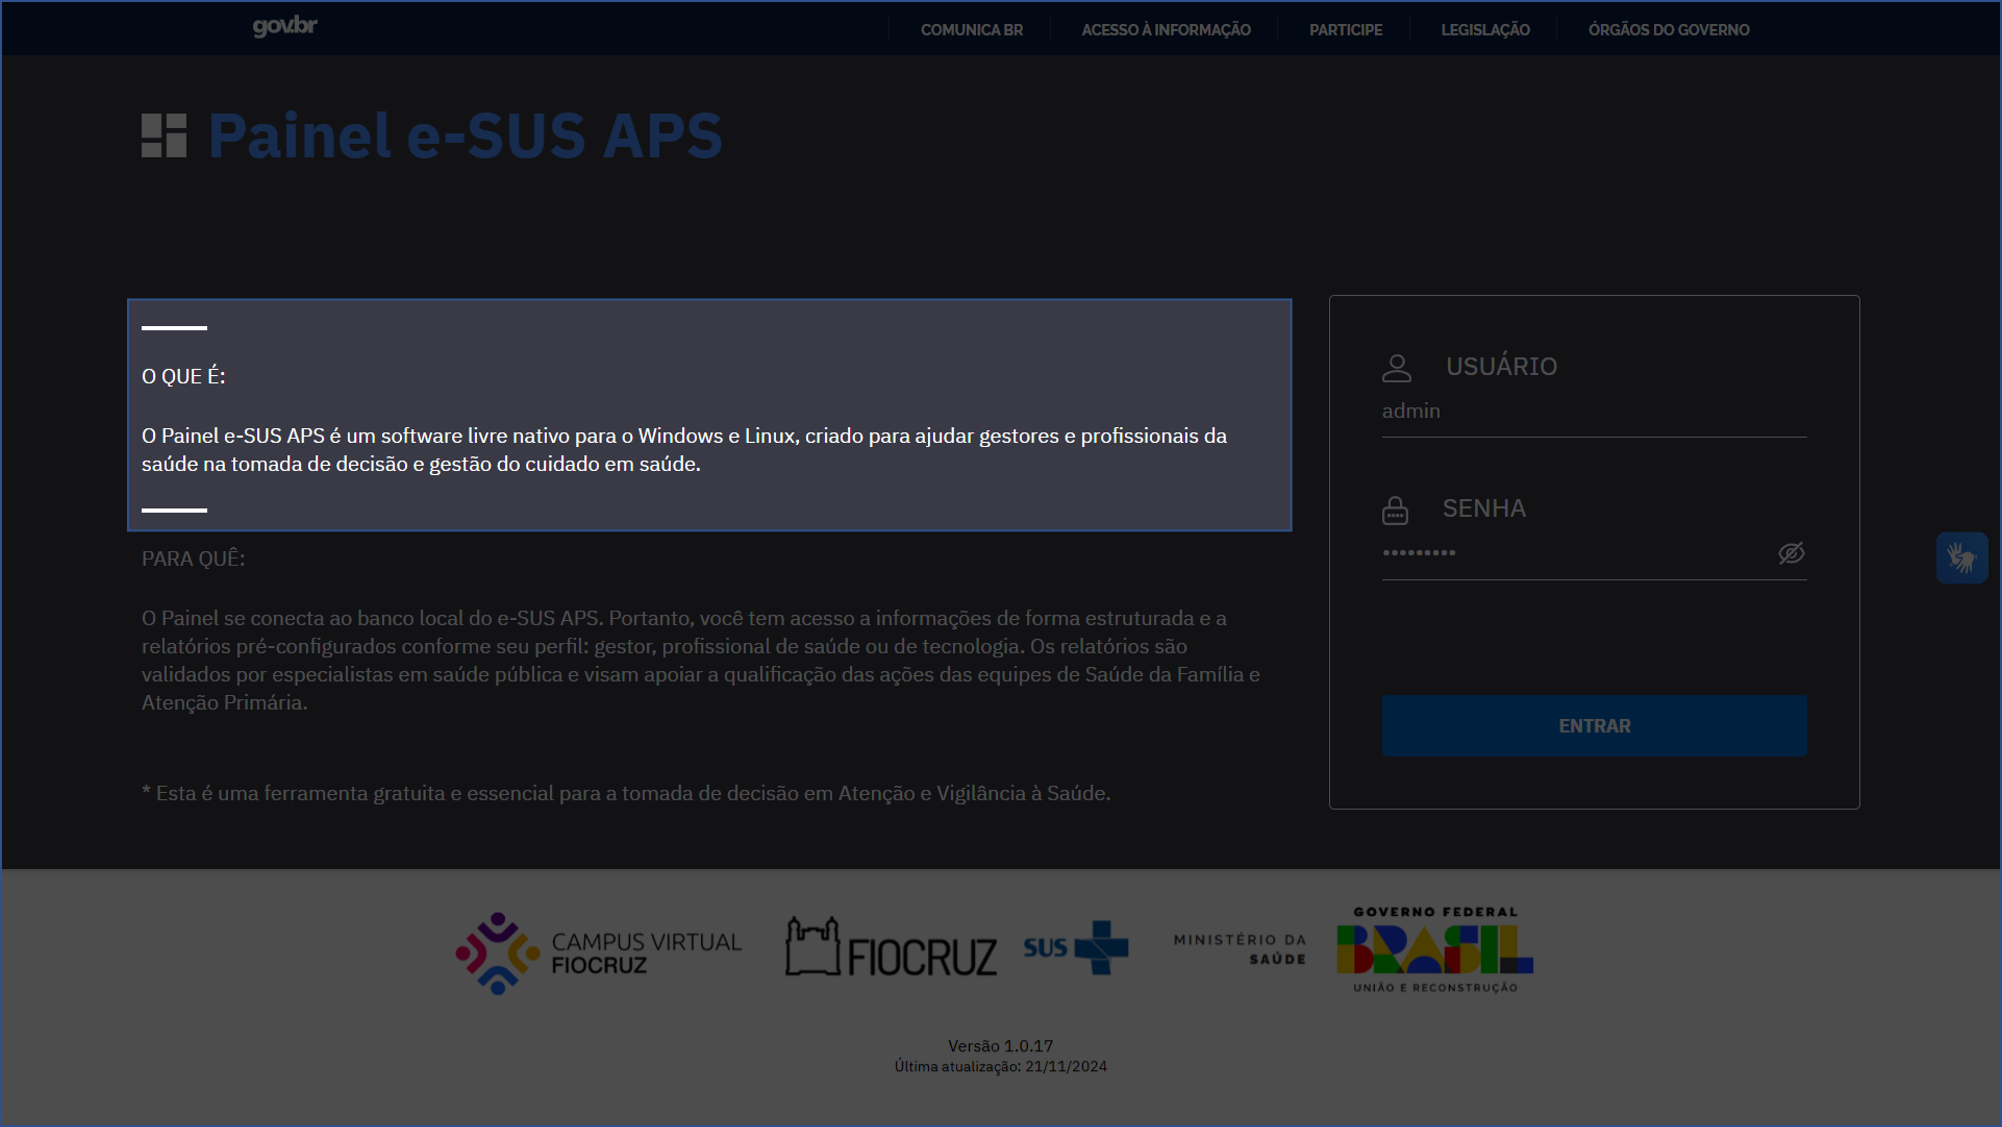 gov.br
COMUNICA BR
ACESSO À INFORMAÇÃO
PARTICIPE
LEGISLAÇÃO
ÓRGÃOS DO GOVERNO
Painel e-SUS APS
O QUE É:
O Painel e-SUS APS é um software livre nativo para o Windows e Linux, criado para ajudar gestores e profissionais da
saúde na tomada de decisão e gestão do cuidado em saúde.
PARA QUÊ:
O Painel se conecta ao banco local do e-SUS APS. Portanto, você tem acesso a informações de forma estruturada e a
relatórios pré-configurados conforme seu perfil: gestor, profissional de saúde ou de tecnologia. Os relatórios são
validados por especialistas em saúde pública e visam apoiar a qualificação das ações das equipes de Saúde da Família e
Atenção Primária.
* Esta é uma ferramenta gratuita e essencial para a tomada de decisão em Atenção e Vigilância à Saúde.
USUÁRIO
admin
SENHA
•••••••••
ENTRAR
CAMPUS VIRTUAL
FIOCRUZ
FIOCRUZ
SUS
MINISTÉRIO DA
SAÚDE
GOVERNO FEDERAL
BRASIL
UNIÃO E RECONSTRUÇÃO
Versão 1.0.17
Última atualização: 21/11/2024